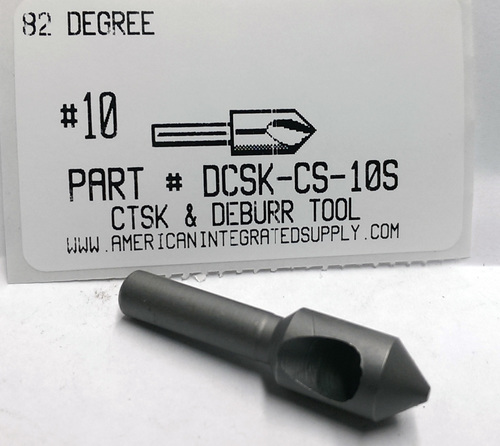 82 DEGREE
#10
PART # DCSK-CS-10S
CTSK & DEBURR TOOL
WWW.AMERICANINTEGRATEDSUPPLY.COM